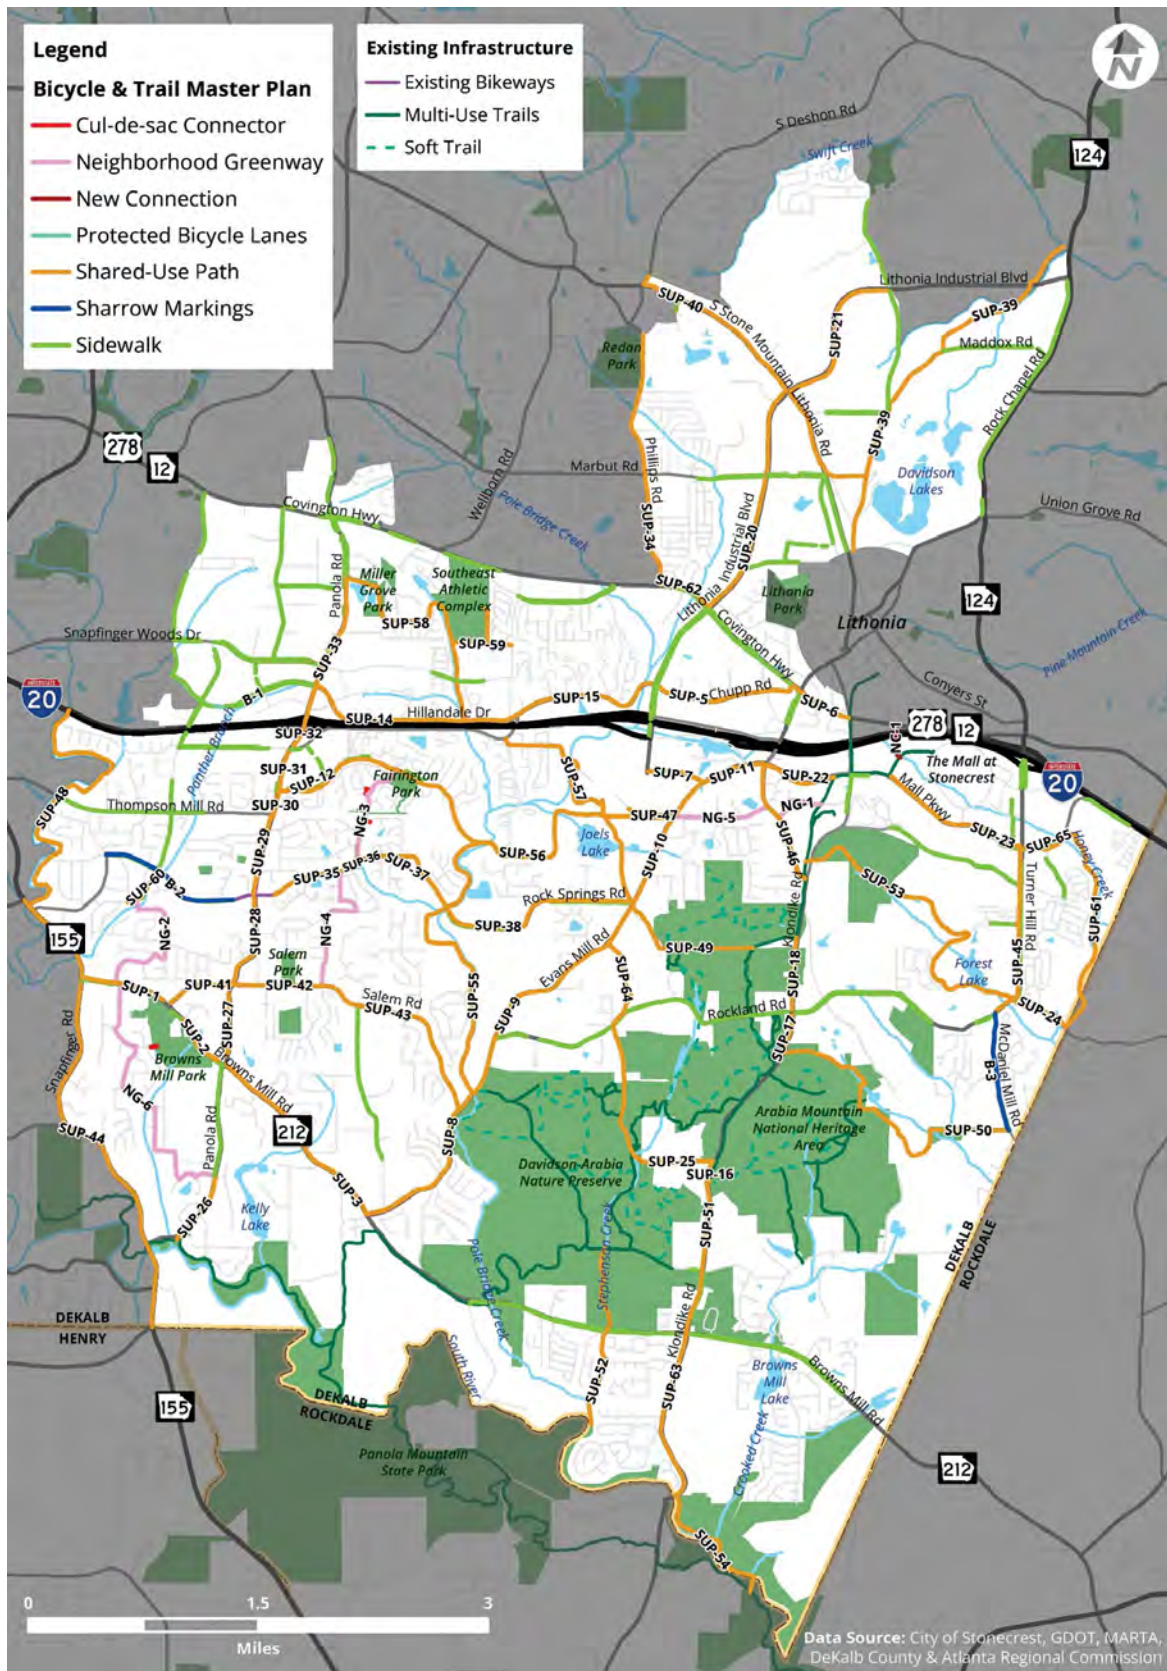 Legend
Bicycle & Trail Master Plan
Cul-de-sac Connector
Neighborhood Greenway
New Connection
Protected Bicycle Lanes
Shared-Use Path
Sharrow Markings
Sidewalk
Existing Infrastructure
Existing Bikeways
Multi-Use Trails
Soft Trail
N
S Deshon Rd
Swift Creek
124
Lithonia Industrial Blvd
SUP-40
S Stone Mountain Lithonia Rd
SUP-21
SUP-39
Redan
Park
Maddox Rd
Rock Chapel Rd
278
12
SUP-39
Marbut Rd
Phillips Rd
Wellborn Rd
Davidson
Lakes
Covington Hwy
Pole Bridge Creek
Union Grove Rd
SUP-34
Lithonia Industrial Blvd
SUP-20
Panola Rd
Miller
Grove
Park
Southeast
Athletic
Complex
SUP-62
Lithonia
Park
124
SUP-58
Covington Hwy
Lithonia
Snapfinger Woods Dr
SUP-33
SUP-59
Pine Mountain Creek
INTERSTATE
20
B-1
SUP-15
SUP-5
Chupp Rd
SUP-6
Conyers St
SUP-14
Hillandale Dr
Panther Branch
SUP-32
NG-1
278
12
The Mall at
Stonecrest
INTERSTATE
20
SUP-31
SUP-12
Fairington
Park
SUP-57
SUP-7
SUP-11
SUP-22
Mall Pkwy
SUP-48
Thompson Mill Rd
SUP-30
NG-3
SUP-47
NG-5
NG-1
SUP-29
Joels
Lake
SUP-10
SUP-46
SUP-23
SUP-65
Honey Creek
SUP-56
SUP-60
B-2
SUP-35
SUP-36
SUP-37
SUP-53
Turner Hill Rd
Rock Springs Rd
Klondike Rd
SUP-61
155
NG-2
SUP-28
NG-4
SUP-38
Evans Mill Rd
SUP-49
SUP-45
Salem
Park
SUP-18
Forest
Lake
SUP-1
SUP-41
SUP-42
SUP-55
SUP-64
Salem Rd
SUP-43
SUP-9
Rockland Rd
SUP-24
Snapfinger Rd
SUP-27
SUP-2
SUP-17
McDaniel Mill Rd
B-3
Browns
Mill Park
Browns Mill Rd
NG-6
SUP-44
Panola Rd
212
SUP-8
Arabia Mountain
National Heritage
Area
SUP-50
Davidson-Arabia
Nature Preserve
SUP-25
SUP-16
SUP-3
SUP-26
Kelly
Lake
SUP-51
Stephenson Creek
DEKALB
ROCKDALE
Pole Bridge Creek
Klondike Rd
DEKALB
HENRY
South River
SUP-52
SUP-63
Browns
Mill
Lake
Browns Mill Rd
155
DEKALB
ROCKDALE
Crooked Creek
Panola Mountain
State Park
212
SUP-54
0
1.5
3
Miles
Data Source: City of Stonecrest, GDOT, MARTA,
DeKalb County & Atlanta Regional Commission